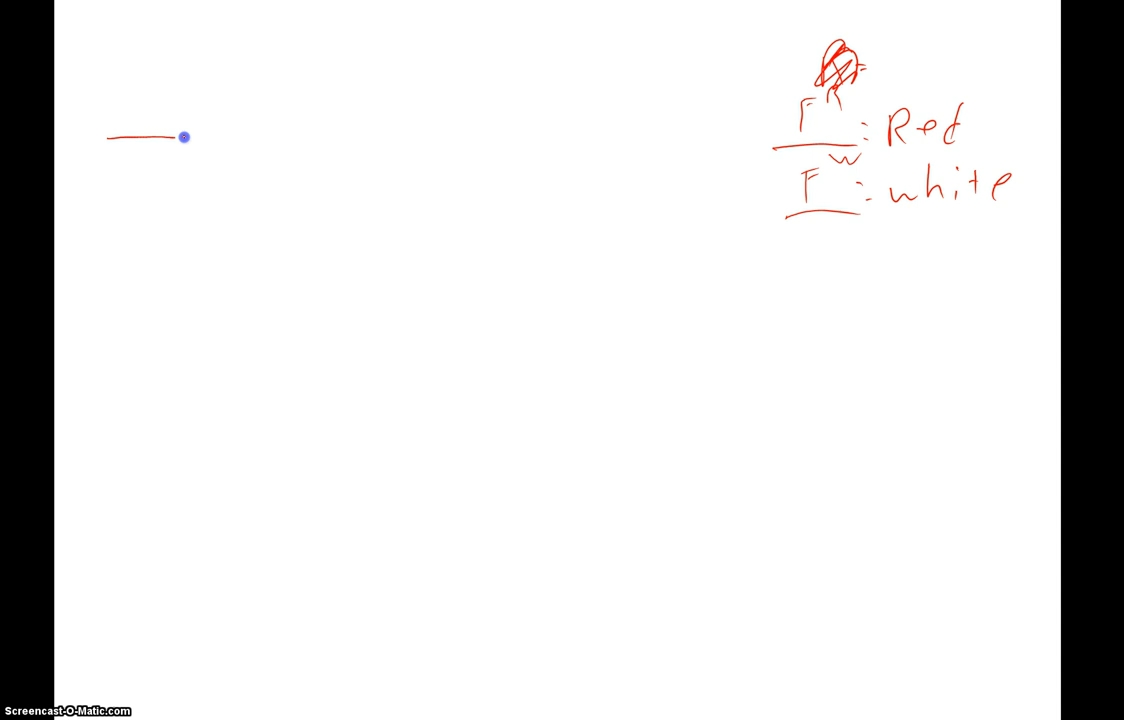 F^R = Red
F^W = white
Screencast-O-Matic.com